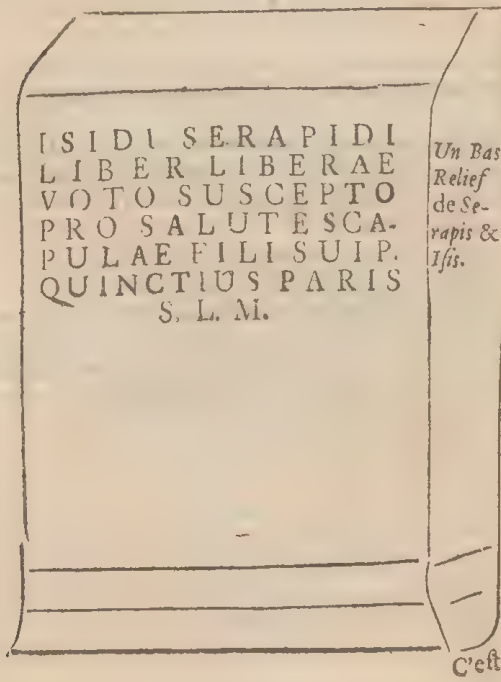 ISIDI SERAPIDI
LIBER LIBERAE
VOTO SUSCEPTO
PRO SALUTE SCA-
PULAE FILI SUI P.
QUINCTIUS PARIS
S. L. M.
Un Bas
Relief
de Se-
rapis &
Iſis.
C'eſt